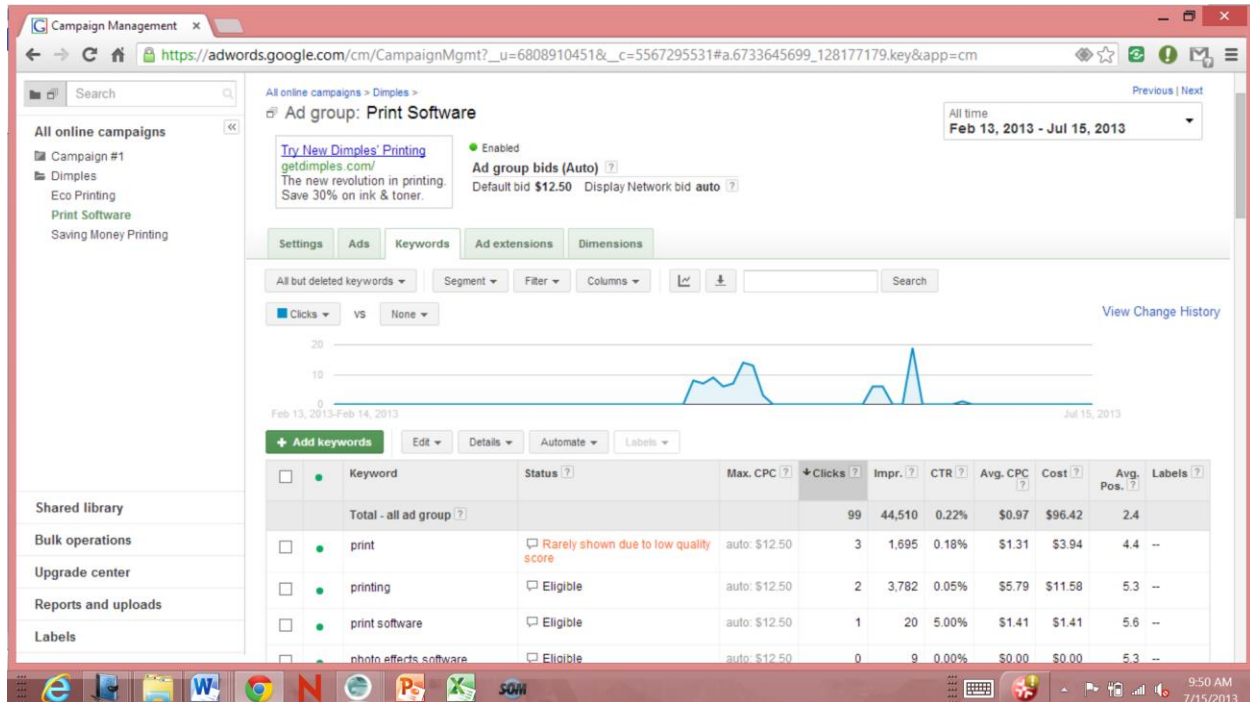 Campaign Management
https://adwords.google.com/cm/CampaignMgmt?__u=6808910451&__c=5567295531#a.6733645699_128177179.key&app=cm
Search
All online campaigns
Campaign #1
Dimples
Eco Printing
Print Software
Saving Money Printing
Shared library
Bulk operations
Upgrade center
Reports and uploads
Labels
All online campaigns > Dimples >
Previous | Next
Ad group: Print Software
All time
Feb 13, 2013 - Jul 15, 2013
Try New Dimples' Printing
getdimples.com/
The new revolution in printing.
Save 30% on ink & toner.
Enabled
Ad group bids (Auto) ?
Default bid $12.50 Display Network bid auto ?
Settings Ads Keywords Ad extensions Dimensions
All but deleted keywords Segment Filter Columns Search
Clicks VS None View Change History
20
10
0
Feb 13, 2013-Feb 14, 2013 Jul 15, 2013
+ Add keywords Edit Details Automate Labels
Keyword Status ? Max. CPC ? Clicks ? Impr. ? CTR ? Avg. CPC ? Cost ? Avg. Pos. ? Labels ?
Total - all ad group ? 99 44,510 0.22% $0.97 $96.42 2.4
print Rarely shown due to low quality score auto: $12.50 3 1,695 0.18% $1.31 $3.94 4.4 --
printing Eligible auto: $12.50 2 3,782 0.05% $5.79 $11.58 5.3 --
print software Eligible auto: $12.50 1 20 5.00% $1.41 $1.41 5.6 --
photo effects software Eligible auto: $12.50 0 9 0.00% $0.00 $0.00 5.3 --
SOM
9:50 AM
7/15/2013